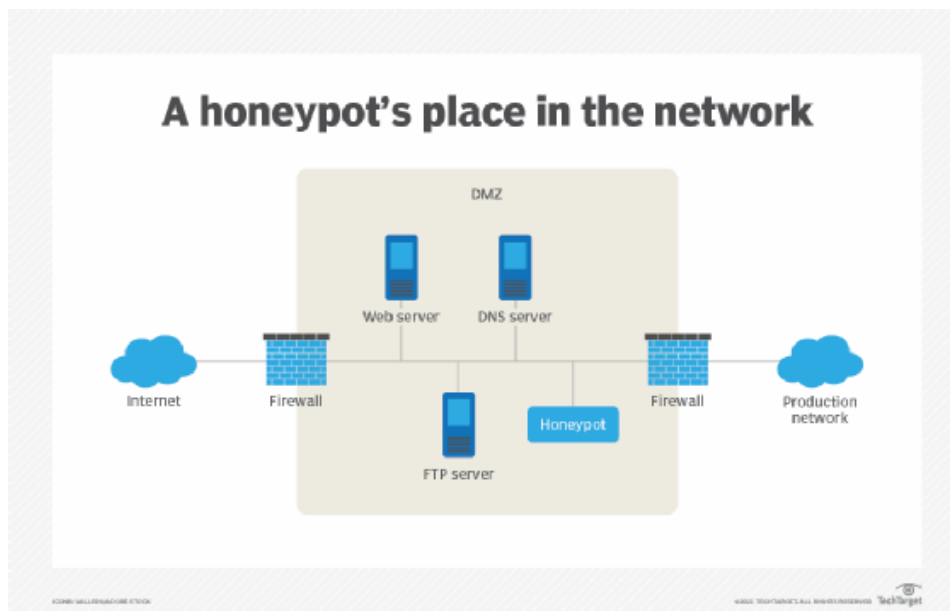 A honeypot's place in the network
DMZ
Web server
DNS server
Internet
Firewall
Firewall
Production
network
Honeypot
FTP server
TechTarget